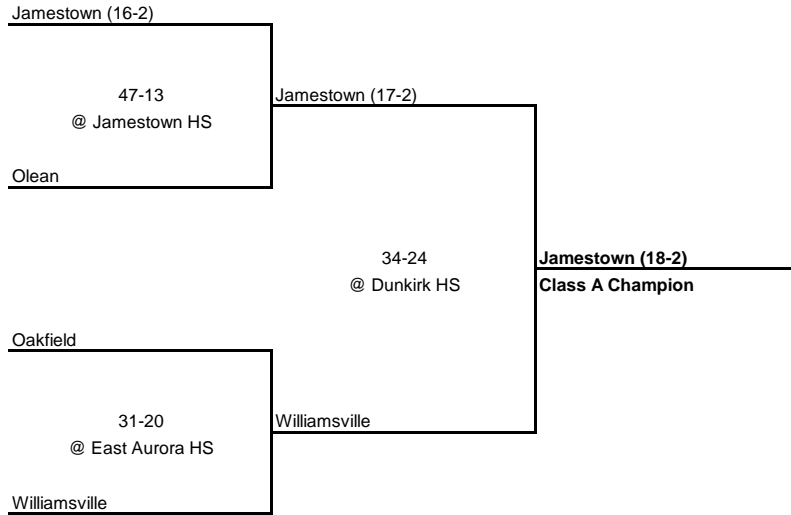 Jamestown (16-2)
47-13
@ Jamestown HS
Jamestown (17-2)
Olean
34-24
@ Dunkirk HS
Jamestown (18-2)
Class A Champion
Oakfield
31-20
@ East Aurora HS
Williamsville
Williamsville